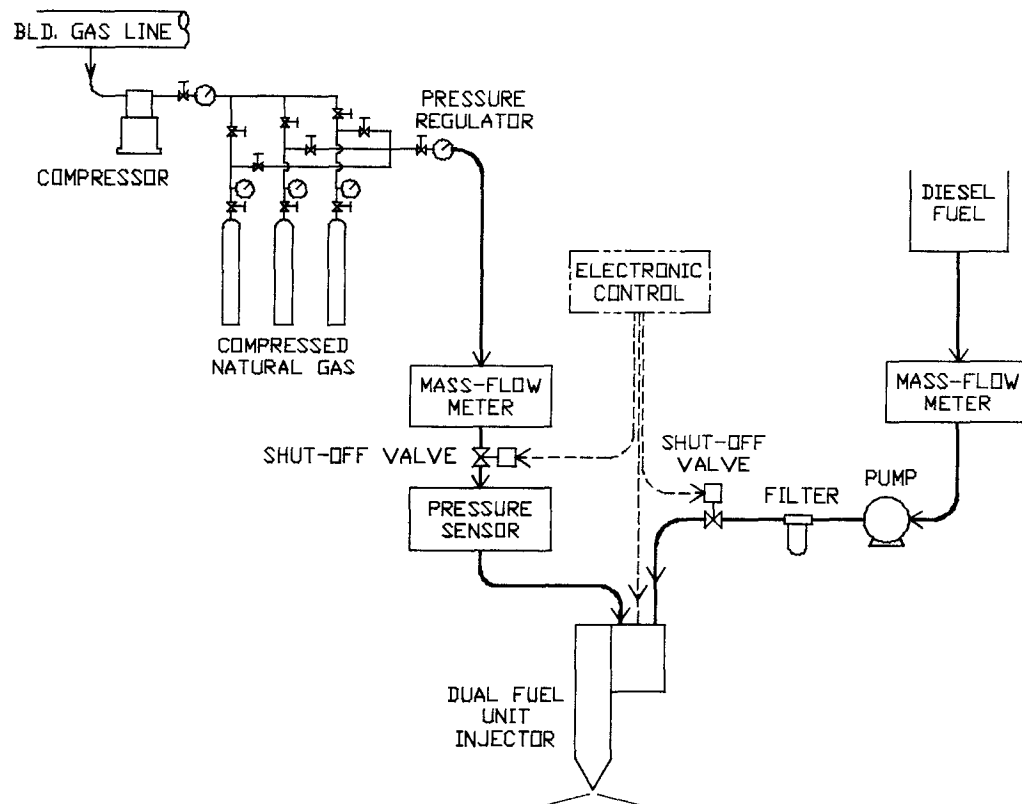 BLD. GAS LINE
COMPRESSOR
PRESSURE
REGULATOR
COMPRESSED
NATURAL GAS
ELECTRONIC
CONTROL
DIESEL
FUEL
MASS-FLOW
METER
MASS-FLOW
METER
SHUT-OFF VALVE
SHUT-OFF
VALVE
FILTER
PUMP
PRESSURE
SENSOR
DUAL FUEL
UNIT
INJECTOR